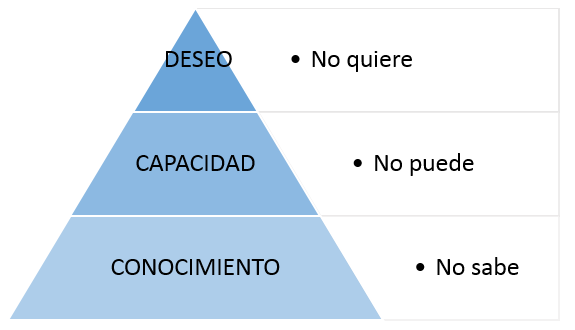 DESEO
• No quiere
CAPACIDAD
• No puede
CONOCIMIENTO
• No sabe